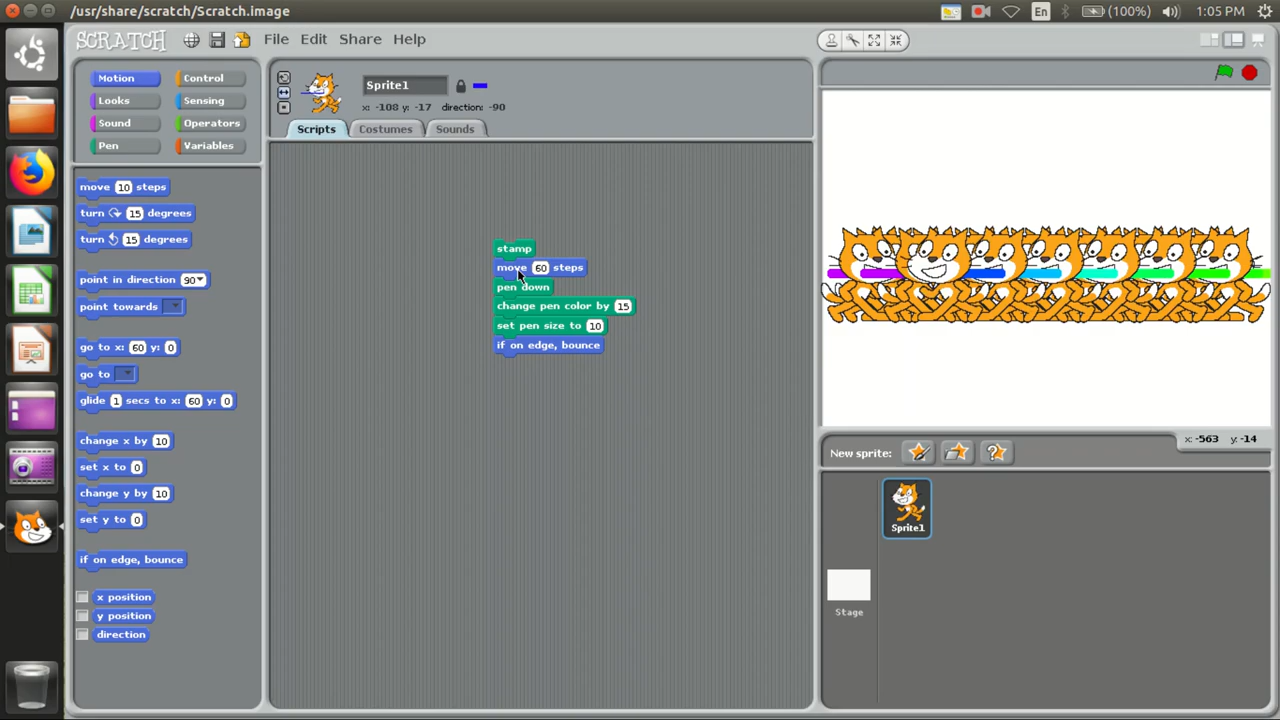 /usr/share/scratch/Scratch.image
En
(100%)
1:05 PM
SCRATCH
File Edit Share Help
Motion Control
Looks Sensing
Sound Operators
Pen Variables
Sprite1
x: -108 y: -17 direction: -90
Scripts Costumes Sounds
move 10 steps
turn 15 degrees
turn 15 degrees
point in direction 90
point towards
go to x: 60 y: 0
go to
glide 1 secs to x: 60 y: 0
change x by 10
set x to 0
change y by 10
set y to 0
if on edge, bounce
x position
y position
direction
stamp
move 60 steps
pen down
change pen color by 15
set pen size to 10
if on edge, bounce
x: -563 y: -14
New sprite:
Sprite1
Stage